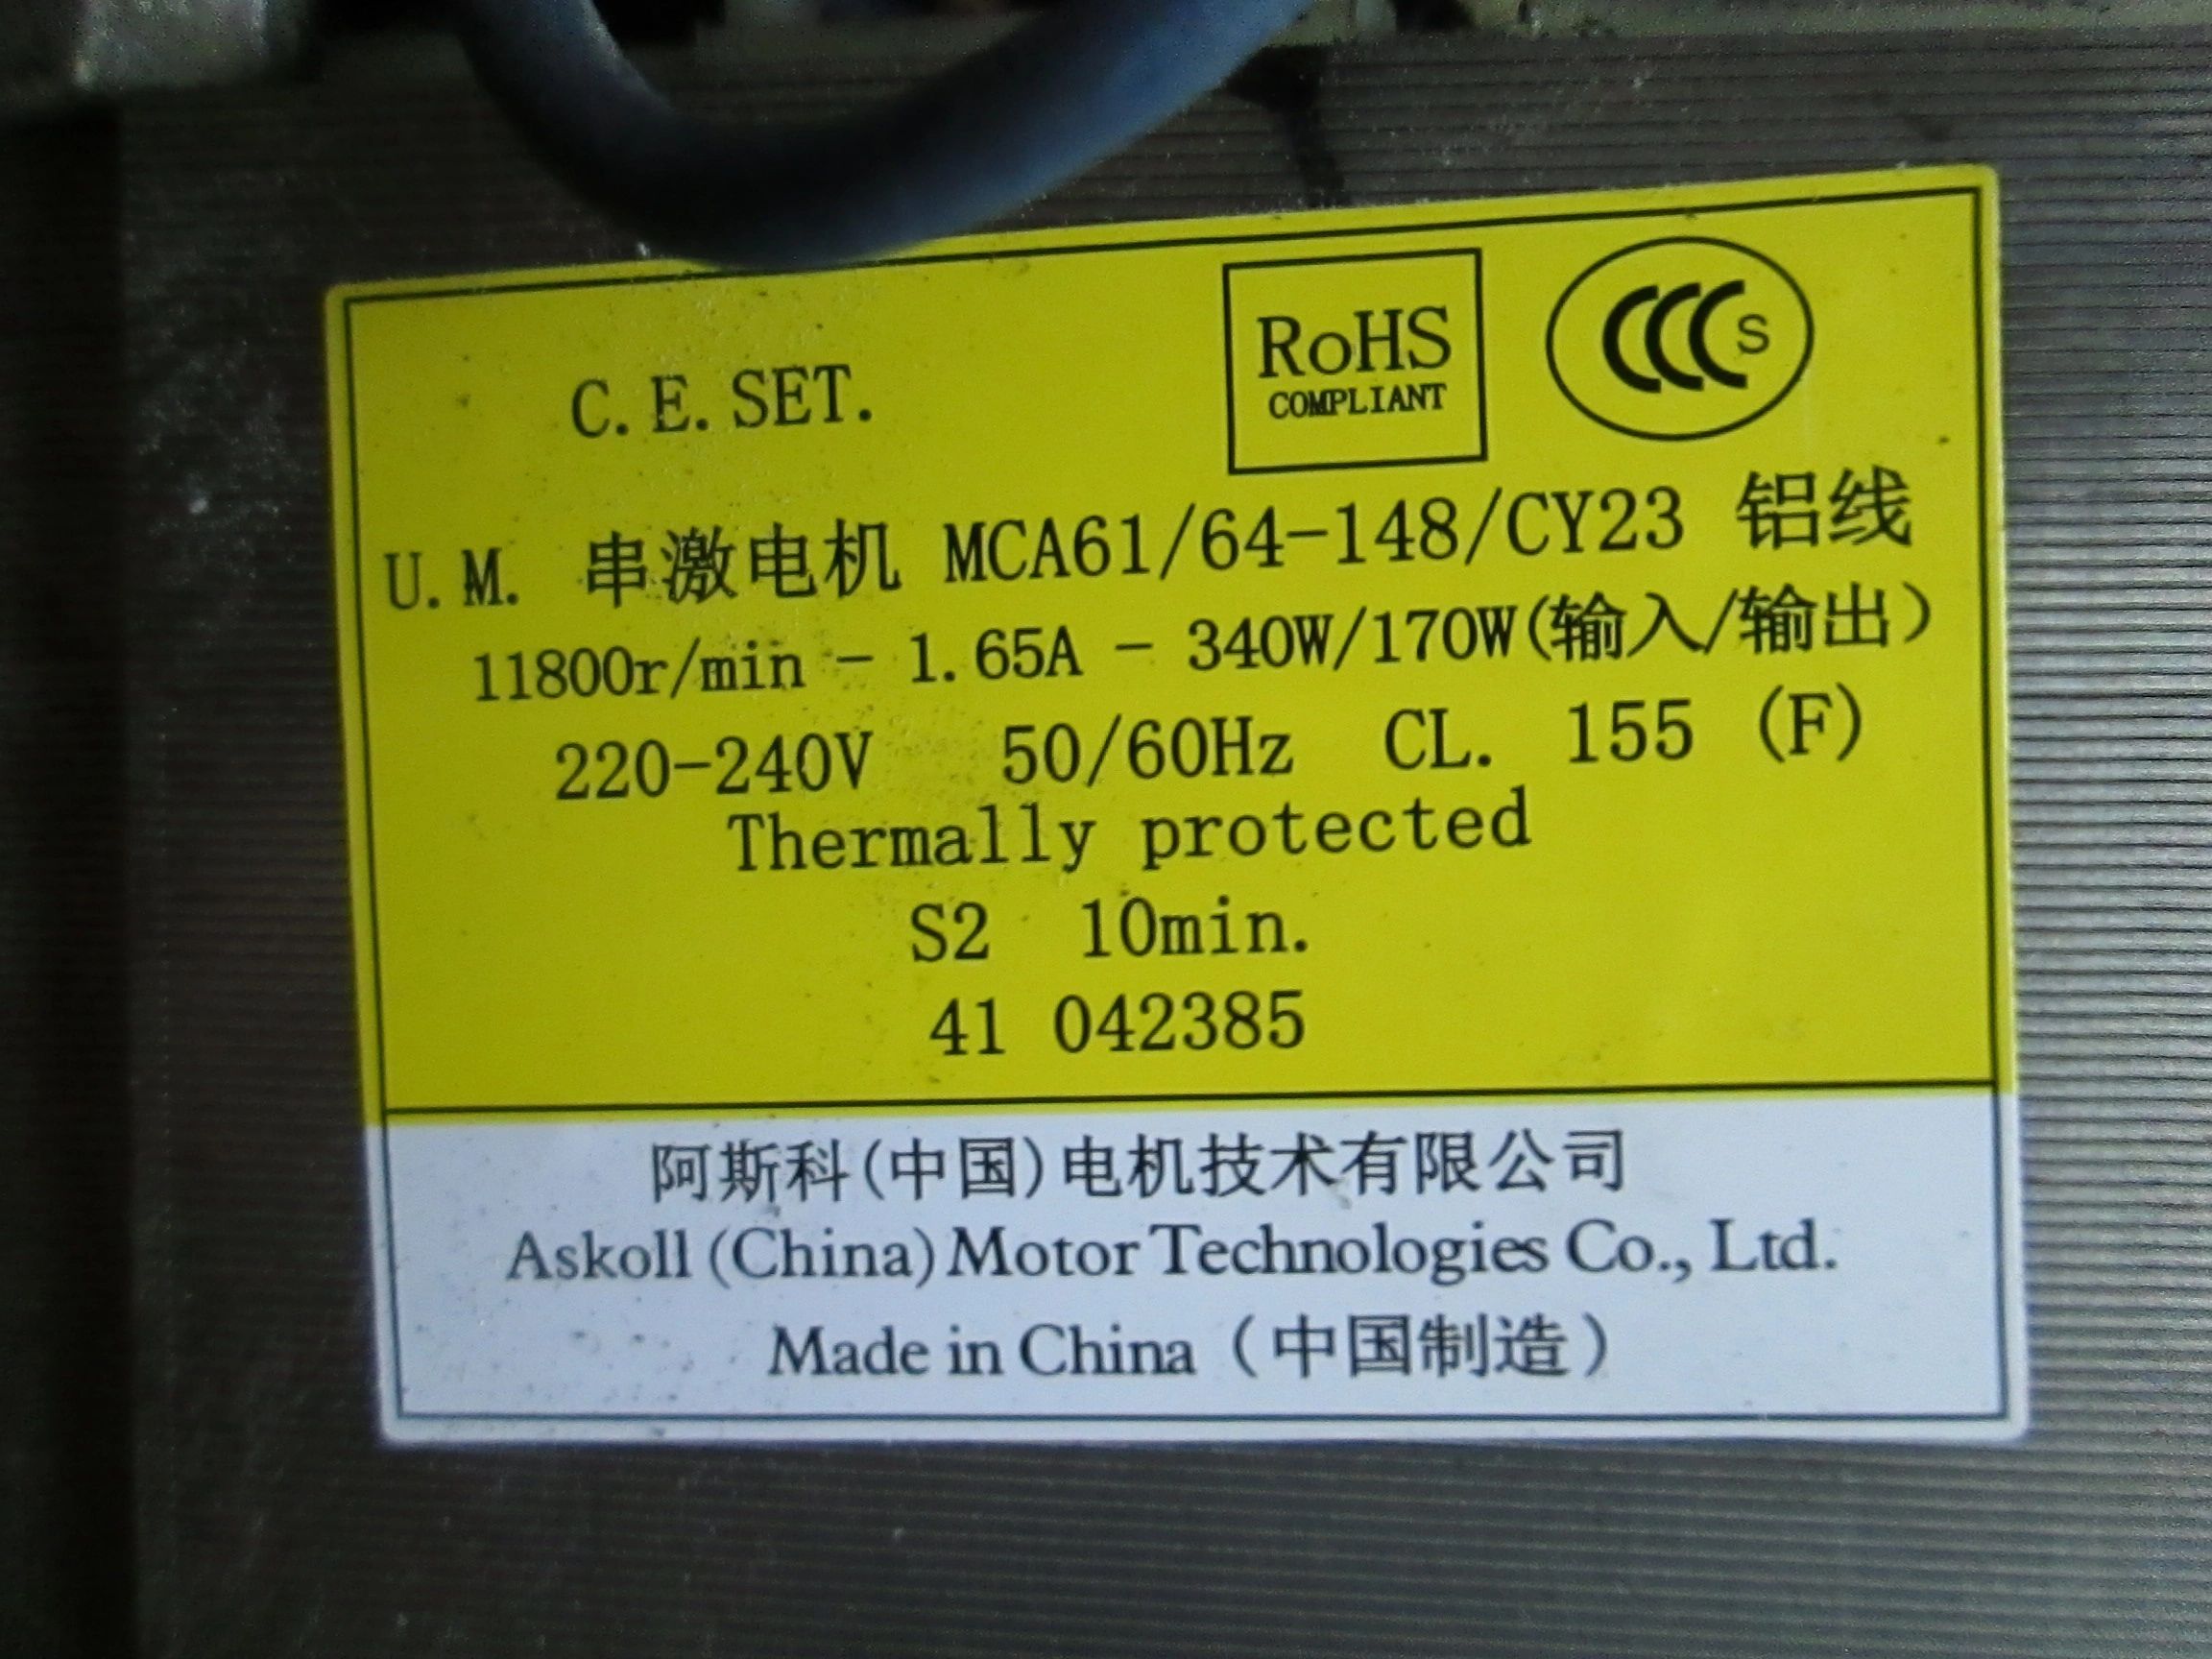 C.E.SET.
RoHS
COMPLIANT
CCC S
U.M. 串激电机 MCA61/64-148/CY23 铝线
11800r/min - 1.65A - 340W/170W(输入/输出)
220-240V 50/60Hz CL. 155 (F)
Thermally protected
S2 10min.
41 042385
阿斯科(中国)电机技术有限公司
Askoll (China) Motor Technologies Co., Ltd.
Made in China (中国制造)